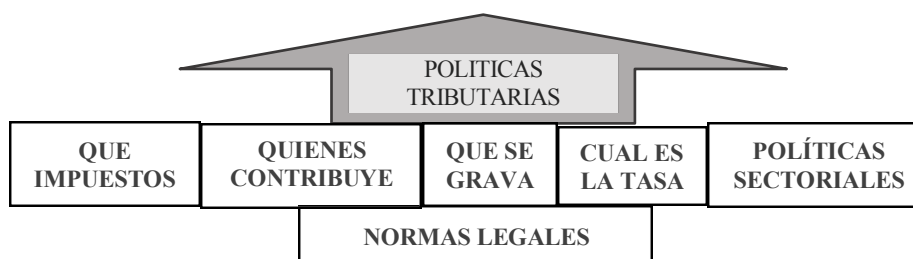 POLITICAS
TRIBUTARIAS
QUE
IMPUESTOS
QUIENES
CONTRIBUYE
QUE SE
GRAVA
CUAL ES
LA TASA
POLÍTICAS
SECTORIALES
NORMAS LEGALES